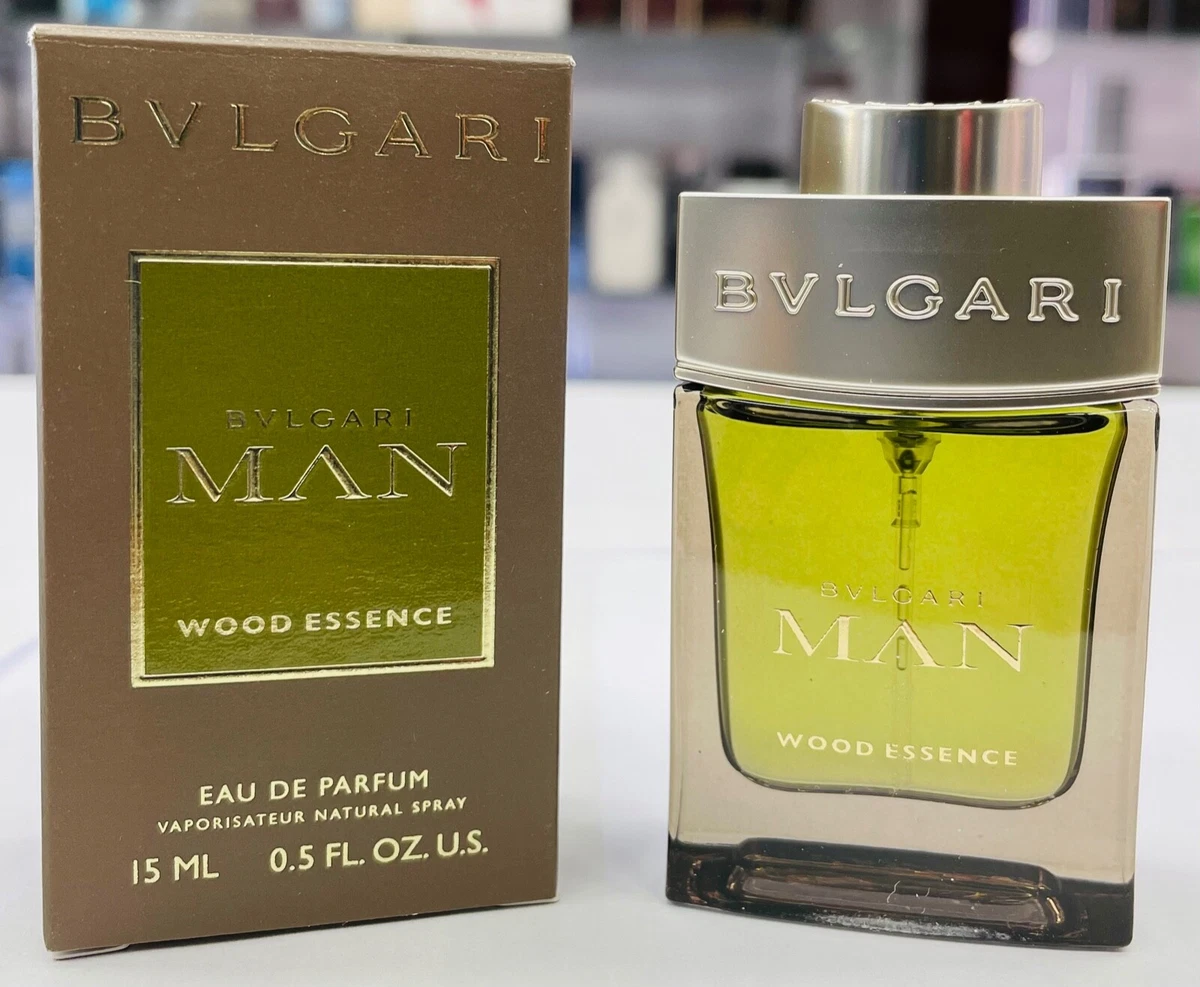 BVLGARI
BVLGARI
MAN
WOOD ESSENCE
EAU DE PARFUM
VAPORISATEUR NATURAL SPRAY
15 ML 0.5 FL. OZ. U.S.
BVLGARI
BVLGARI
MAN
WOOD ESSENCE